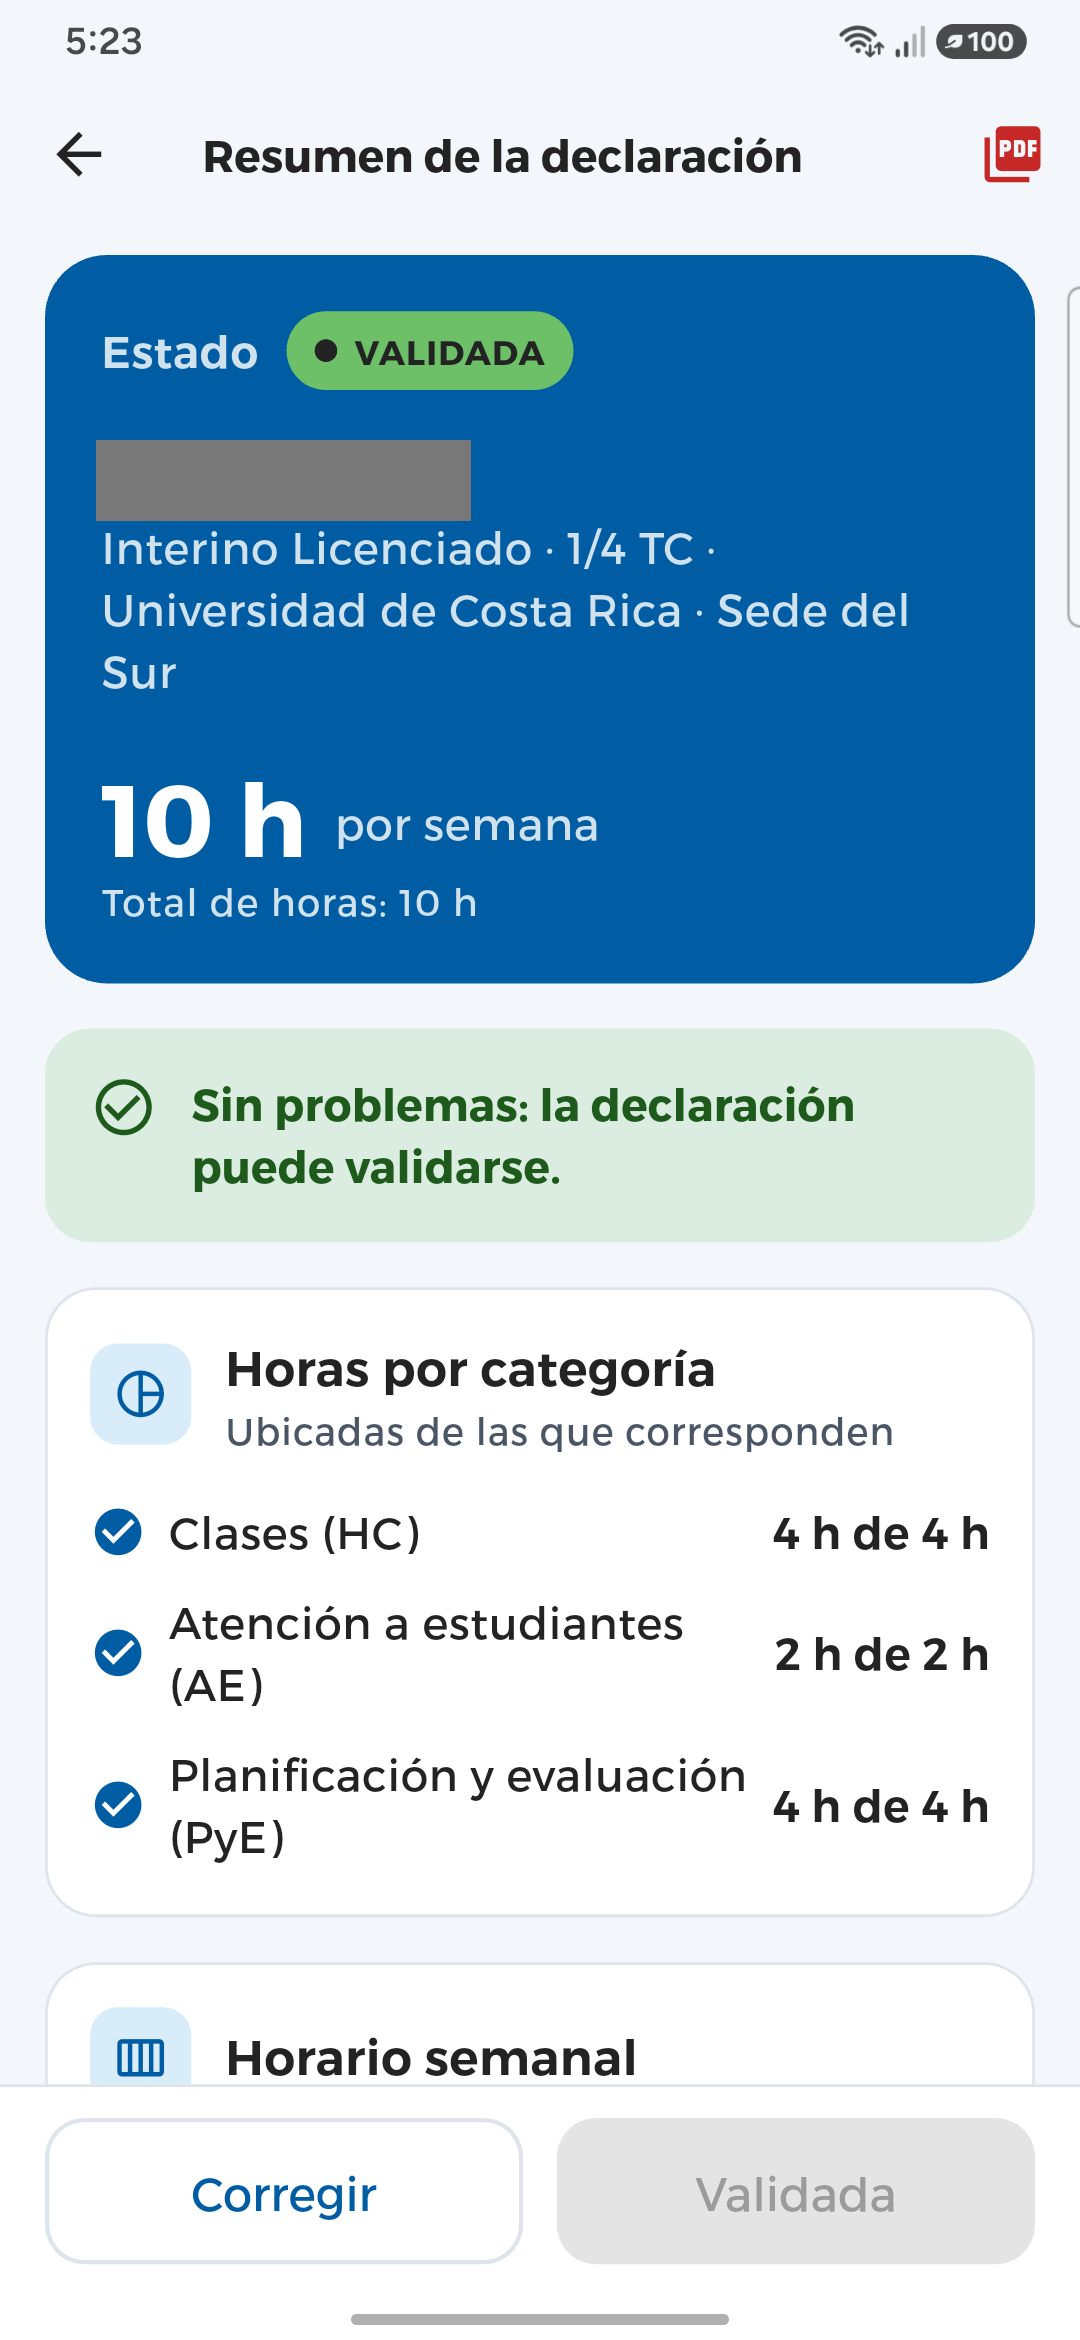 5:23
100
Resumen de la declaración
PDF
Estado
VALIDADA
Interino Licenciado · 1/4 TC ·
Universidad de Costa Rica · Sede del
Sur
10 h por semana
Total de horas: 10 h
Sin problemas: la declaración
puede validarse.
Horas por categoría
Ubicadas de las que corresponden
Clases (HC) 4 h de 4 h
Atención a estudiantes
(AE)
2 h de 2 h
Planificación y evaluación
(PyE)
4 h de 4 h
Horario semanal
Corregir
Validada